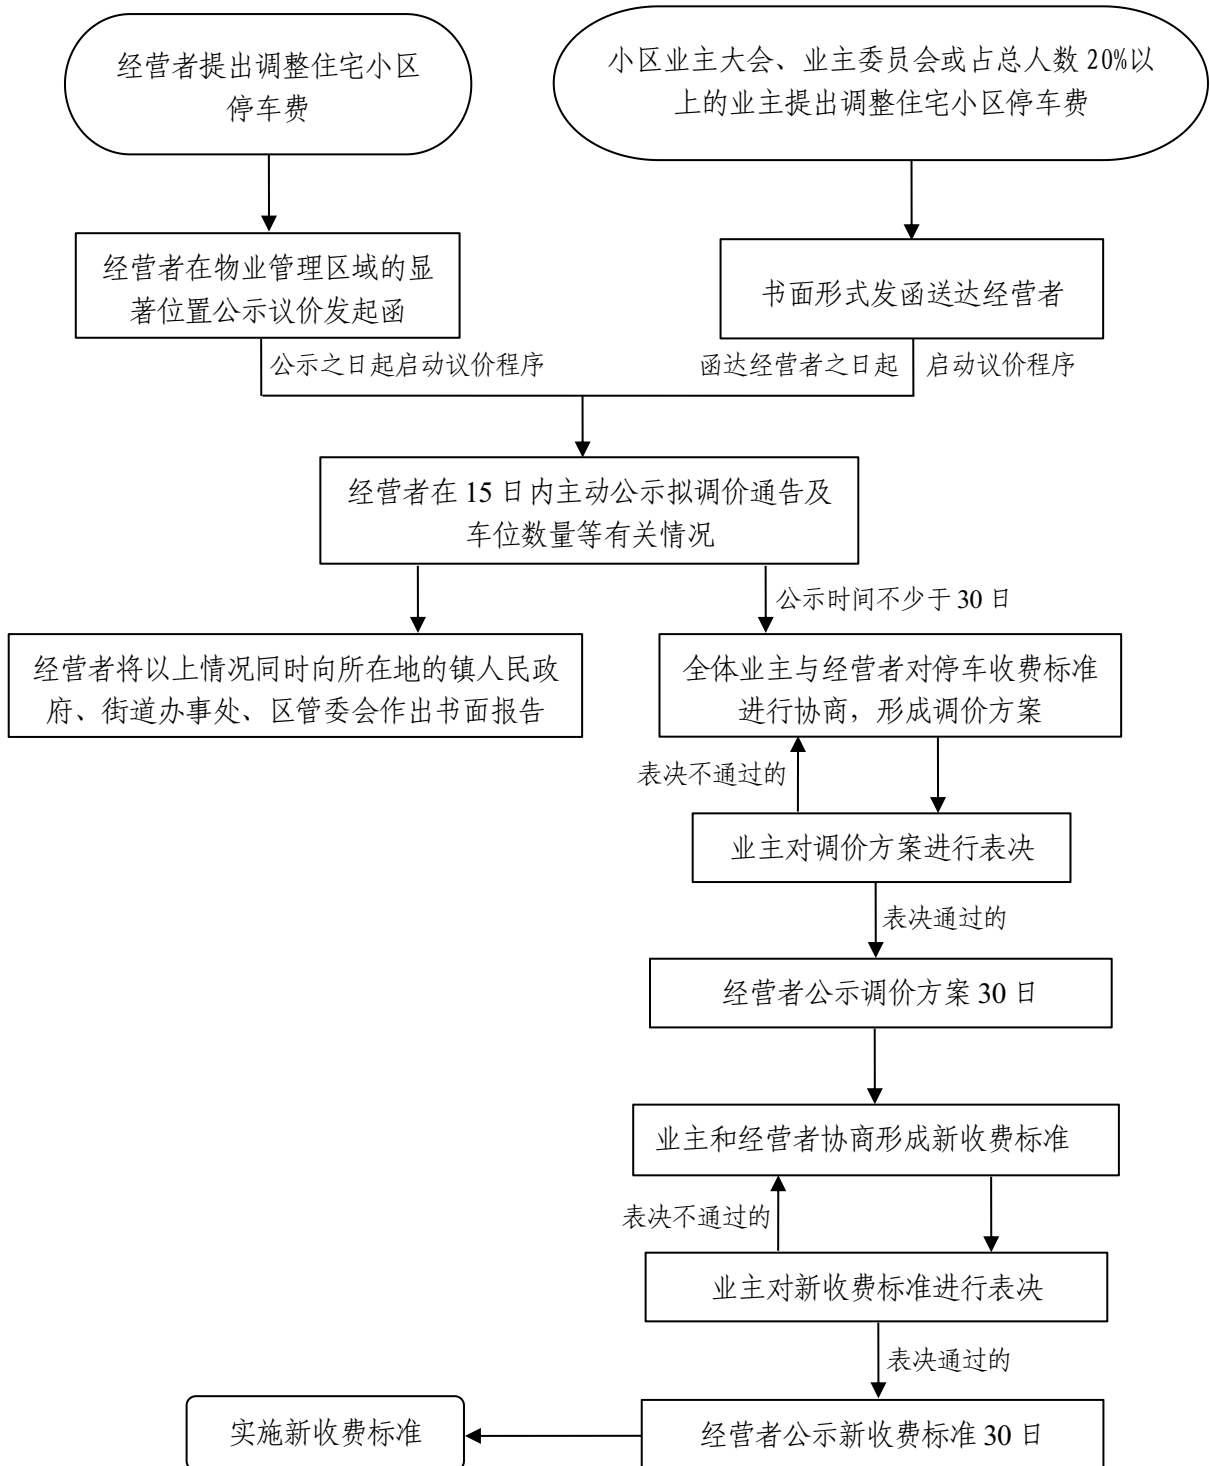 经营者提出调整住宅小区
停车费
小区业主大会、业主委员会或占总人数 20%以
上的业主提出调整住宅小区停车费
经营者在物业管理区域的显
著位置公示议价发起函
书面形式发函送达经营者
公示之日起启动议价程序
函达经营者之日起 启动议价程序
经营者在 15 日内主动公示拟调价通告及
车位数量等有关情况
公示时间不少于 30 日
经营者将以上情况同时向所在地的镇人民政
府、街道办事处、区管委会作出书面报告
全体业主与经营者对停车收费标准
进行协商，形成调价方案
表决不通过的
业主对调价方案进行表决
表决通过的
经营者公示调价方案 30 日
业主和经营者协商形成新收费标准
表决不通过的
业主对新收费标准进行表决
表决通过的
实施新收费标准
经营者公示新收费标准 30 日